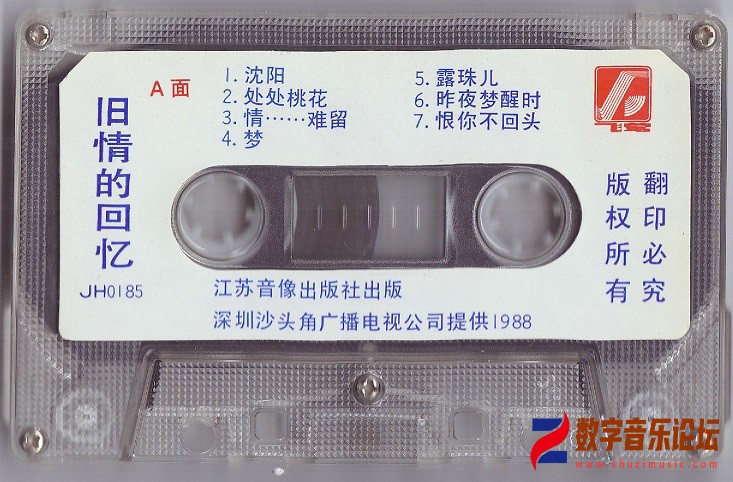 旧情的回忆
A面
1. 沈阳
2. 处处桃花
3. 情……难留
4. 梦
5. 露珠儿
6. 昨夜梦醒时
7. 恨你不回头
翻印必究
版权所有
JH0185
江苏音像出版社出版
深圳沙头角广播电视公司提供1988
数字音乐论坛
www.shuzimusic.com